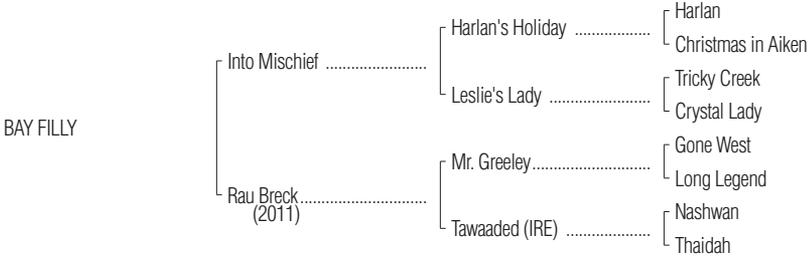 Harlan
Harlan's Holiday ..................
Christmas in Aiken
Into Mischief ........................
Tricky Creek
Leslie's Lady ........................
Crystal Lady
BAY FILLY
Gone West
Mr. Greeley............................
Long Legend
Rau Breck..............................
(2011)
Nashwan
Tawaaded (IRE) ....................
Thaidah